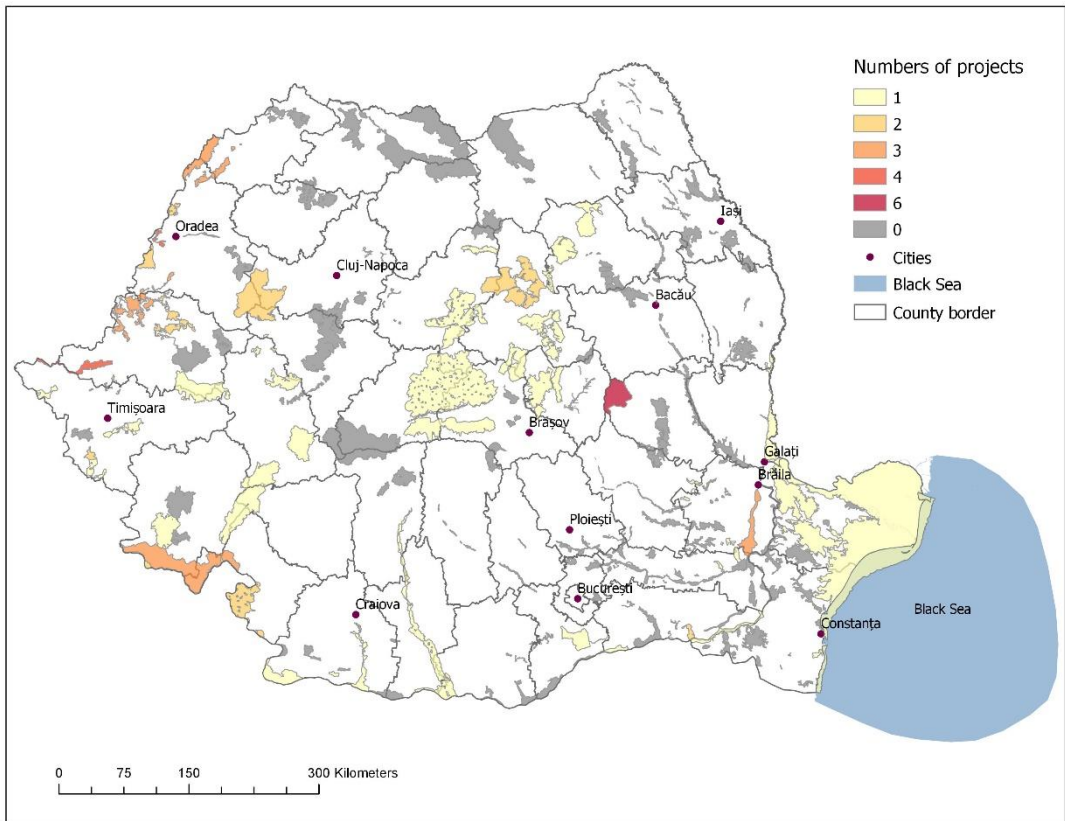 Numbers of projects
1
2
3
4
6
0
Cities
Black Sea
County border
Iași
Oradea
Cluj-Napoca
Bacău
Timișoara
Brașov
Galați
Brăila
Ploiești
București
Craiova
Black Sea
Constanța
0 75 150 300 Kilometers